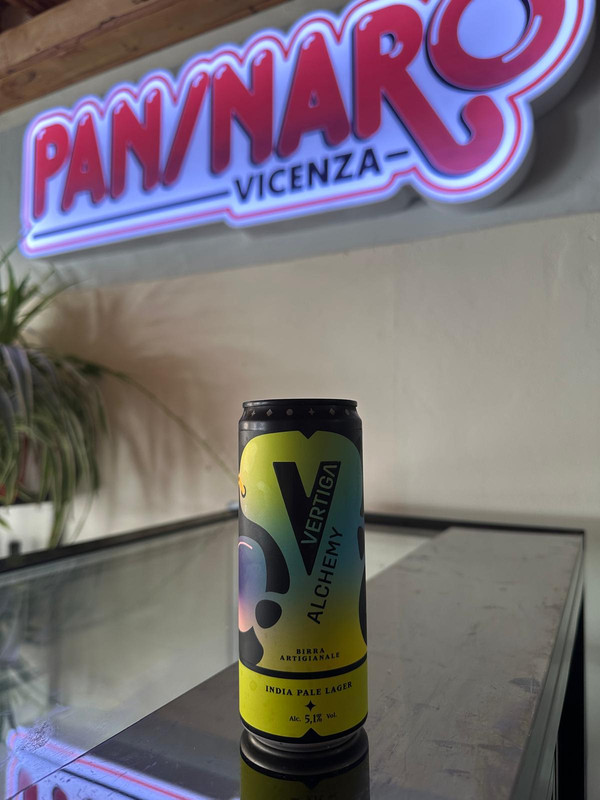 PANINARO
VICENZA
VERTIGA
ALCHEMY
BIRRA
ARTIGIANALE
INDIA PALE LAGER
Alc. 5,1% Vol.